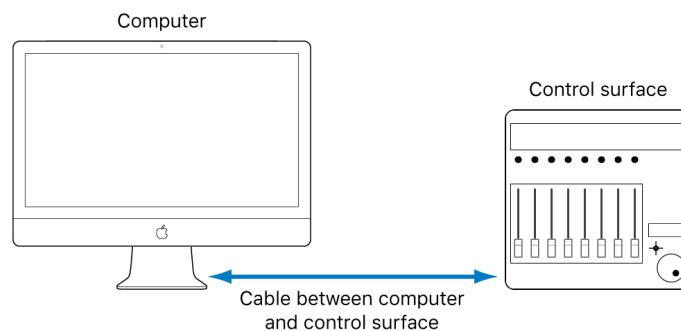 Computer
Control surface
Cable between computer
and control surface